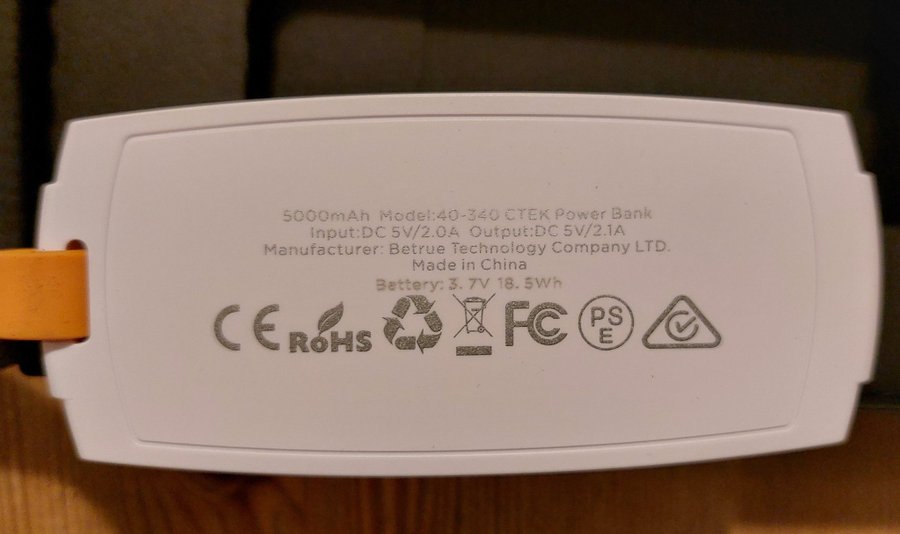 5000mAh Model:40-340 CTEK Power Bank
Input:DC 5V/2.0A Output:DC 5V/2.1A
Manufacturer: Betrue Technology Company LTD.
Made in China
Battery: 3.7V 18.5Wh
CE RoHS FC PSE